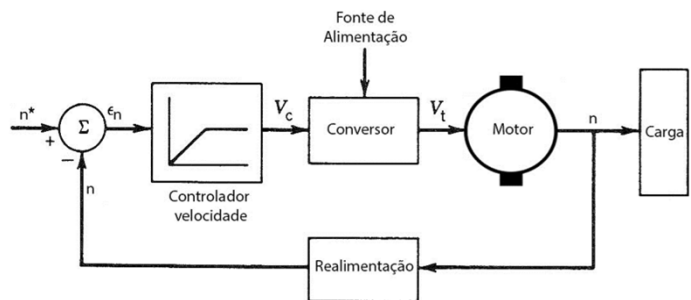 Fonte de
Alimentação
n*
+
Σ
−
ϵn
Vc
Conversor
Vt
Motor
n
Carga
n
Controlador
velocidade
Realimentação